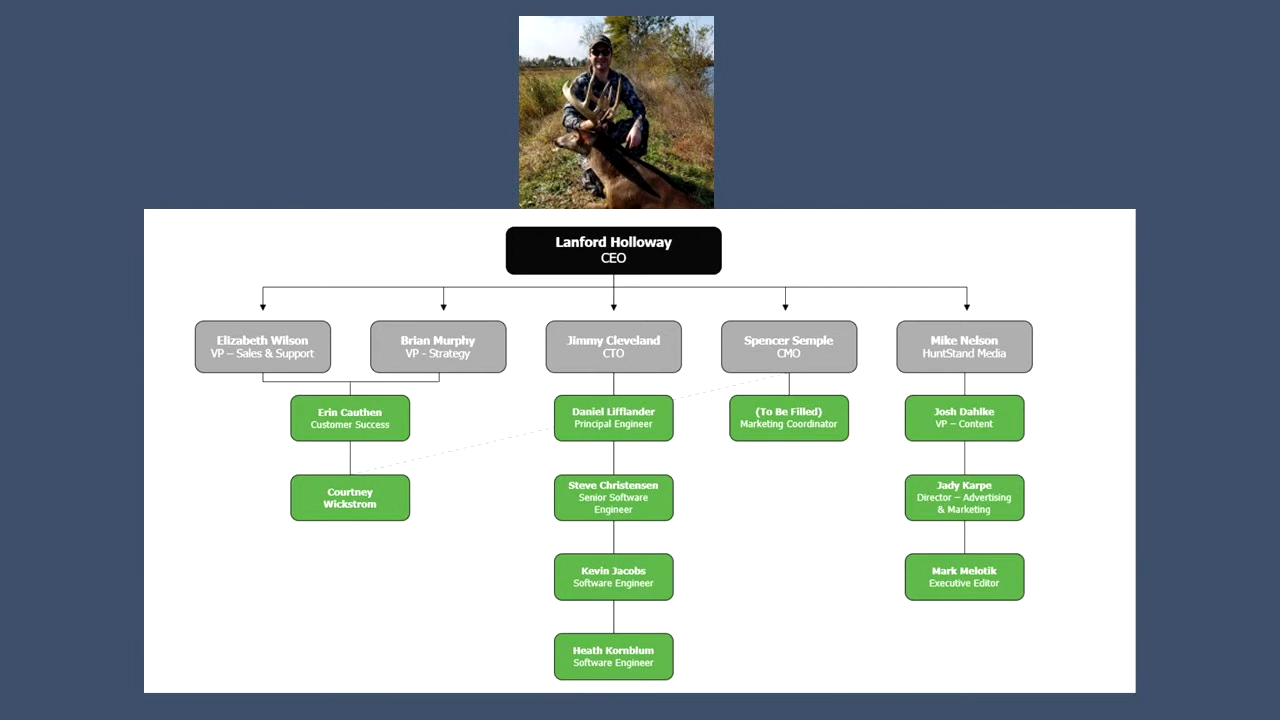 Lanford Holloway
CEO
Elizabeth Wilson
VP – Sales & Support
Brian Murphy
VP - Strategy
Jimmy Cleveland
CTO
Spencer Semple
CMO
Mike Nelson
HuntStand Media
Erin Cauthen
Customer Success
Daniel Lifflander
Principal Engineer
(To Be Filled)
Marketing Coordinator
Josh Dahlke
VP – Content
Courtney
Wickstrom
Steve Christensen
Senior Software
Engineer
Jady Karpe
Director – Advertising
& Marketing
Kevin Jacobs
Software Engineer
Mark Melotik
Executive Editor
Heath Kornblum
Software Engineer